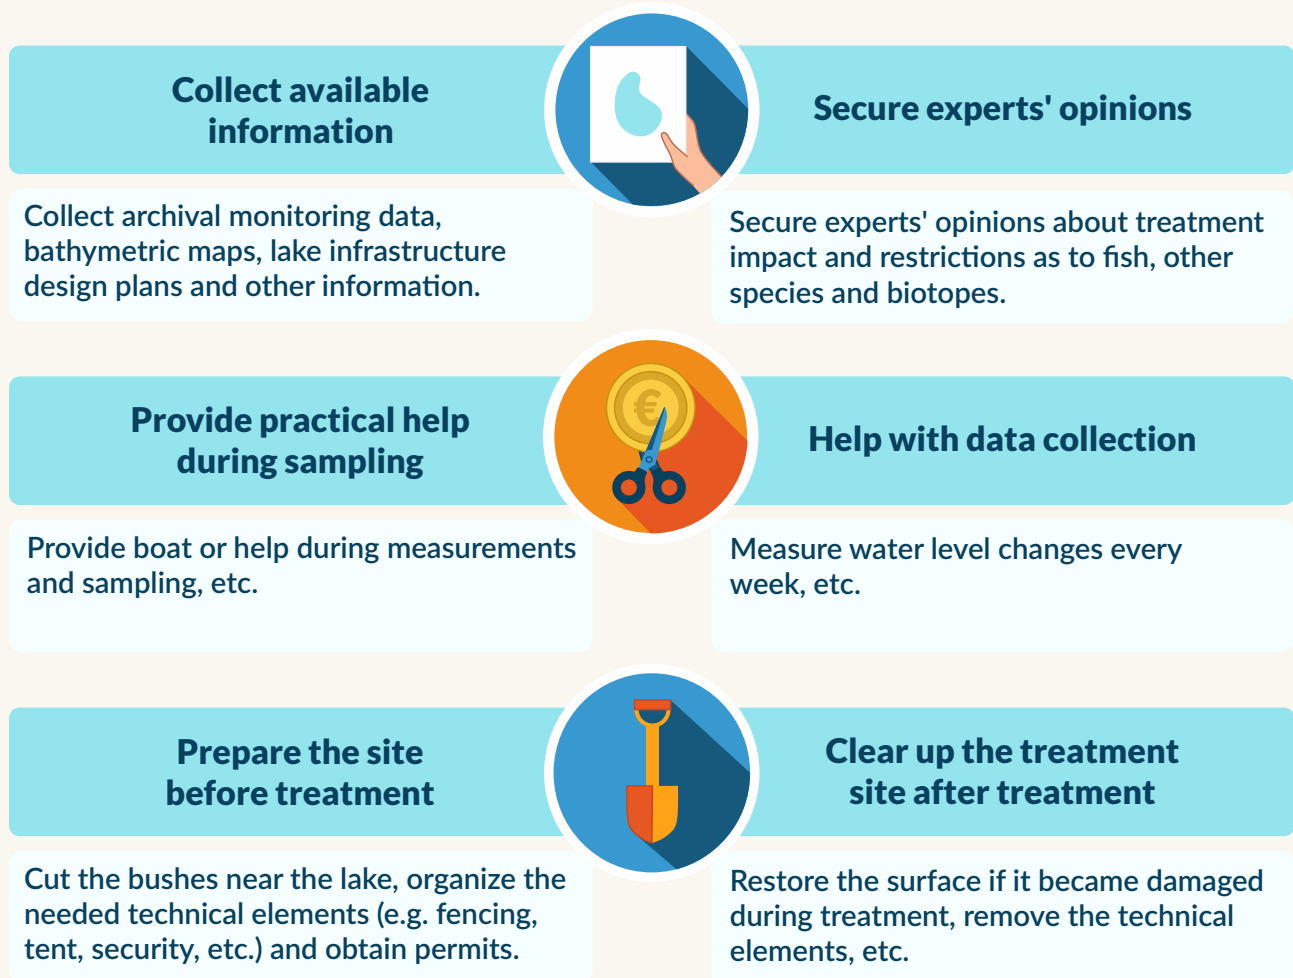 Collect available
information
Secure experts' opinions
Collect archival monitoring data,
bathymetric maps, lake infrastructure
design plans and other information.
Secure experts' opinions about treatment
impact and restrictions as to fish, other
species and biotopes.
Provide practical help
during sampling
€
Help with data collection
Provide boat or help during measurements
and sampling, etc.
Measure water level changes every
week, etc.
Prepare the site
before treatment
Clear up the treatment
site after treatment
Cut the bushes near the lake, organize the
needed technical elements (e.g. fencing,
tent, security, etc.) and obtain permits.
Restore the surface if it became damaged
during treatment, remove the technical
elements, etc.